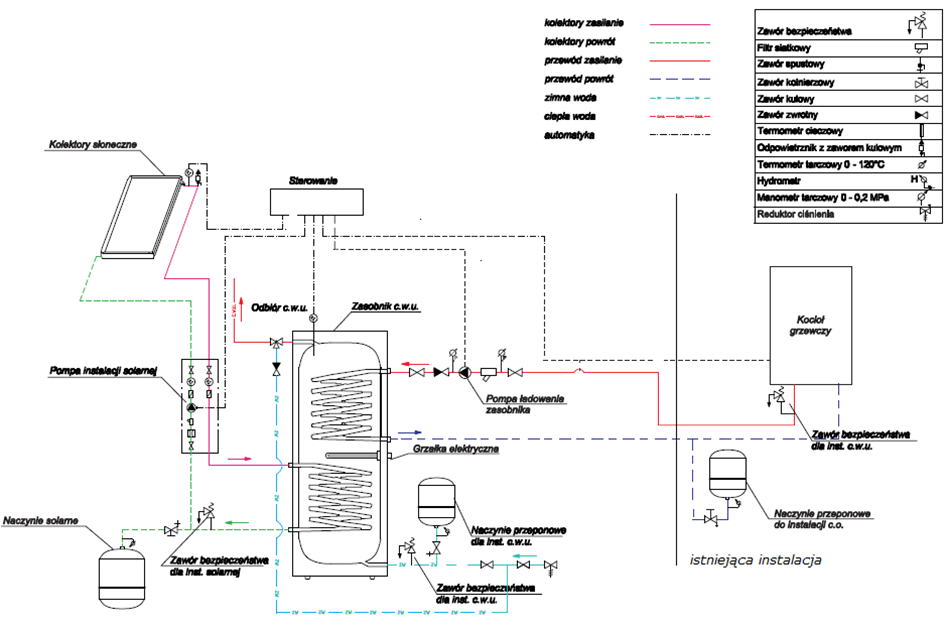 kolektory zasilanie
kolektory powrót
przewód zasilanie
przewód powrót
zimna woda
ciepła woda
automatyka
Zawór bezpieczeństwa
Filtr siatkowy
Zawór spustowy
Zawór kołnierzowy
Zawór kulowy
Zawór zwrotny
Termometr cieczowy
Odpowietrznik z zaworem kulowym
Termometr tarczowy 0 - 120°C
Hydrometr
H
Manometr tarczowy 0 - 0,2 MPa
Reduktor ciśnienia
Kolektory słoneczne
Sterowanie
Odbiór c.w.u.
Zasobnik c.w.u.
Kocioł
grzewczy
Pompa instalacji solarnej
Pompa ładowania
zasobnika
Zawór bezpieczeństwa
dla inst. c.w.u.
Grzałka elektryczna
Naczynie solarne
Naczynie przeponowe
dla inst. c.w.u.
Naczynie przeponowe
do instalacji c.o.
Zawór bezpieczeństwa
dla inst. solarnej
Zawór bezpieczeństwa
dla inst. c.w.u.
istniejąca instalacja